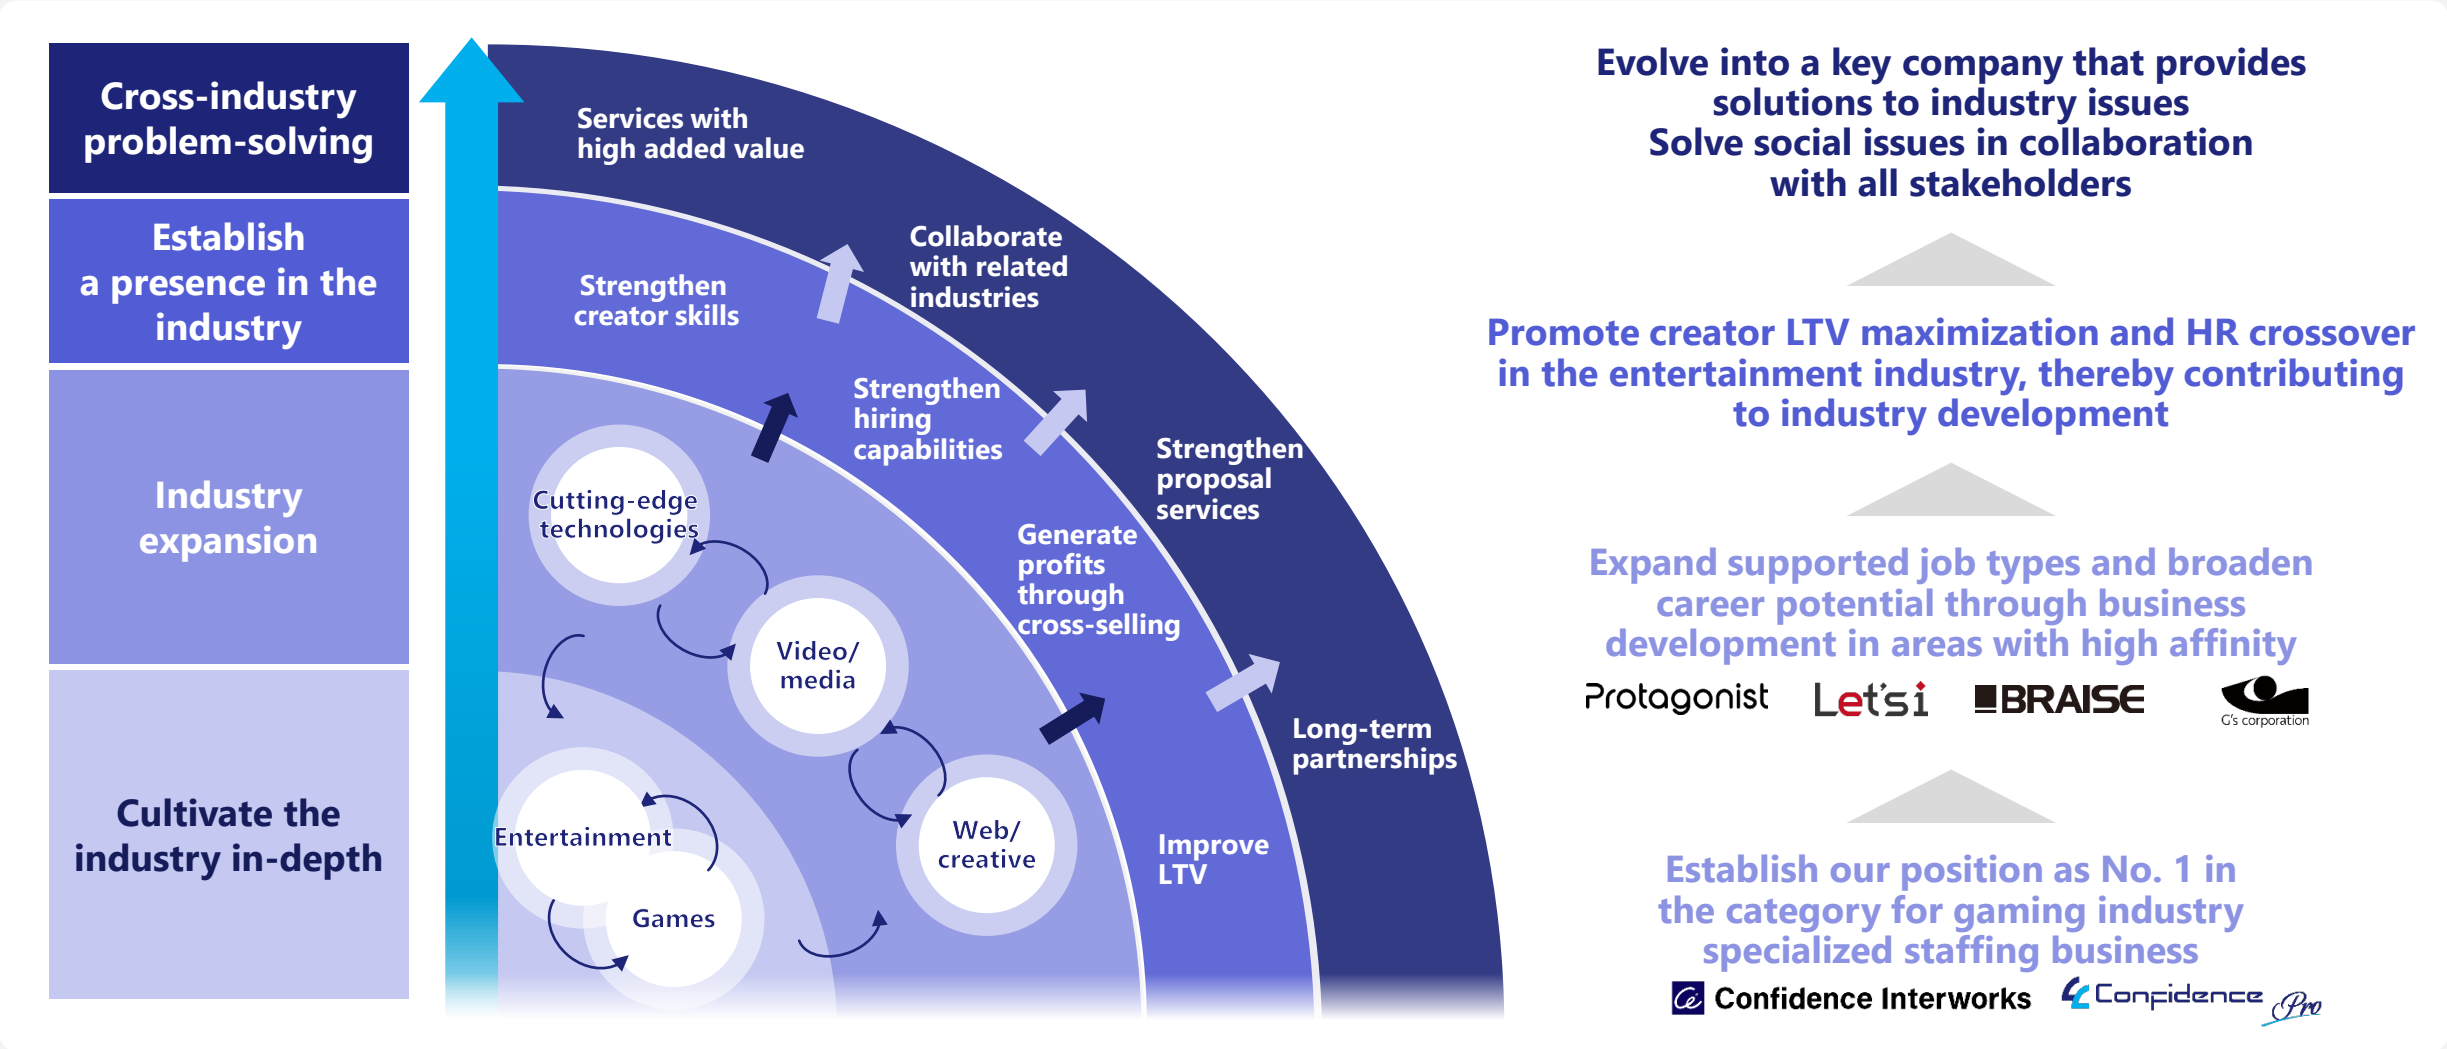 Cross-industry
problem-solving
Establish
a presence in the
industry
Industry
expansion
Cultivate the
industry in-depth
Services with
high added value
Collaborate
with related
industries
Strengthen
proposal
services
Long-term
partnerships
Strengthen
creator skills
Strengthen
hiring
capabilities
Generate
profits
through
cross-selling
Improve
LTV
Cutting-edge
technologies
Video/
media
Web/
creative
Entertainment
Games
Evolve into a key company that provides
solutions to industry issues
Solve social issues in collaboration
with all stakeholders
Promote creator LTV maximization and HR crossover
in the entertainment industry, thereby contributing
to industry development
Expand supported job types and broaden
career potential through business
development in areas with high affinity
Protagonist
Let'si
BRAISE
G's corporation
Establish our position as No. 1 in
the category for gaming industry
specialized staffing business
Confidence Interworks
Confidence Pro